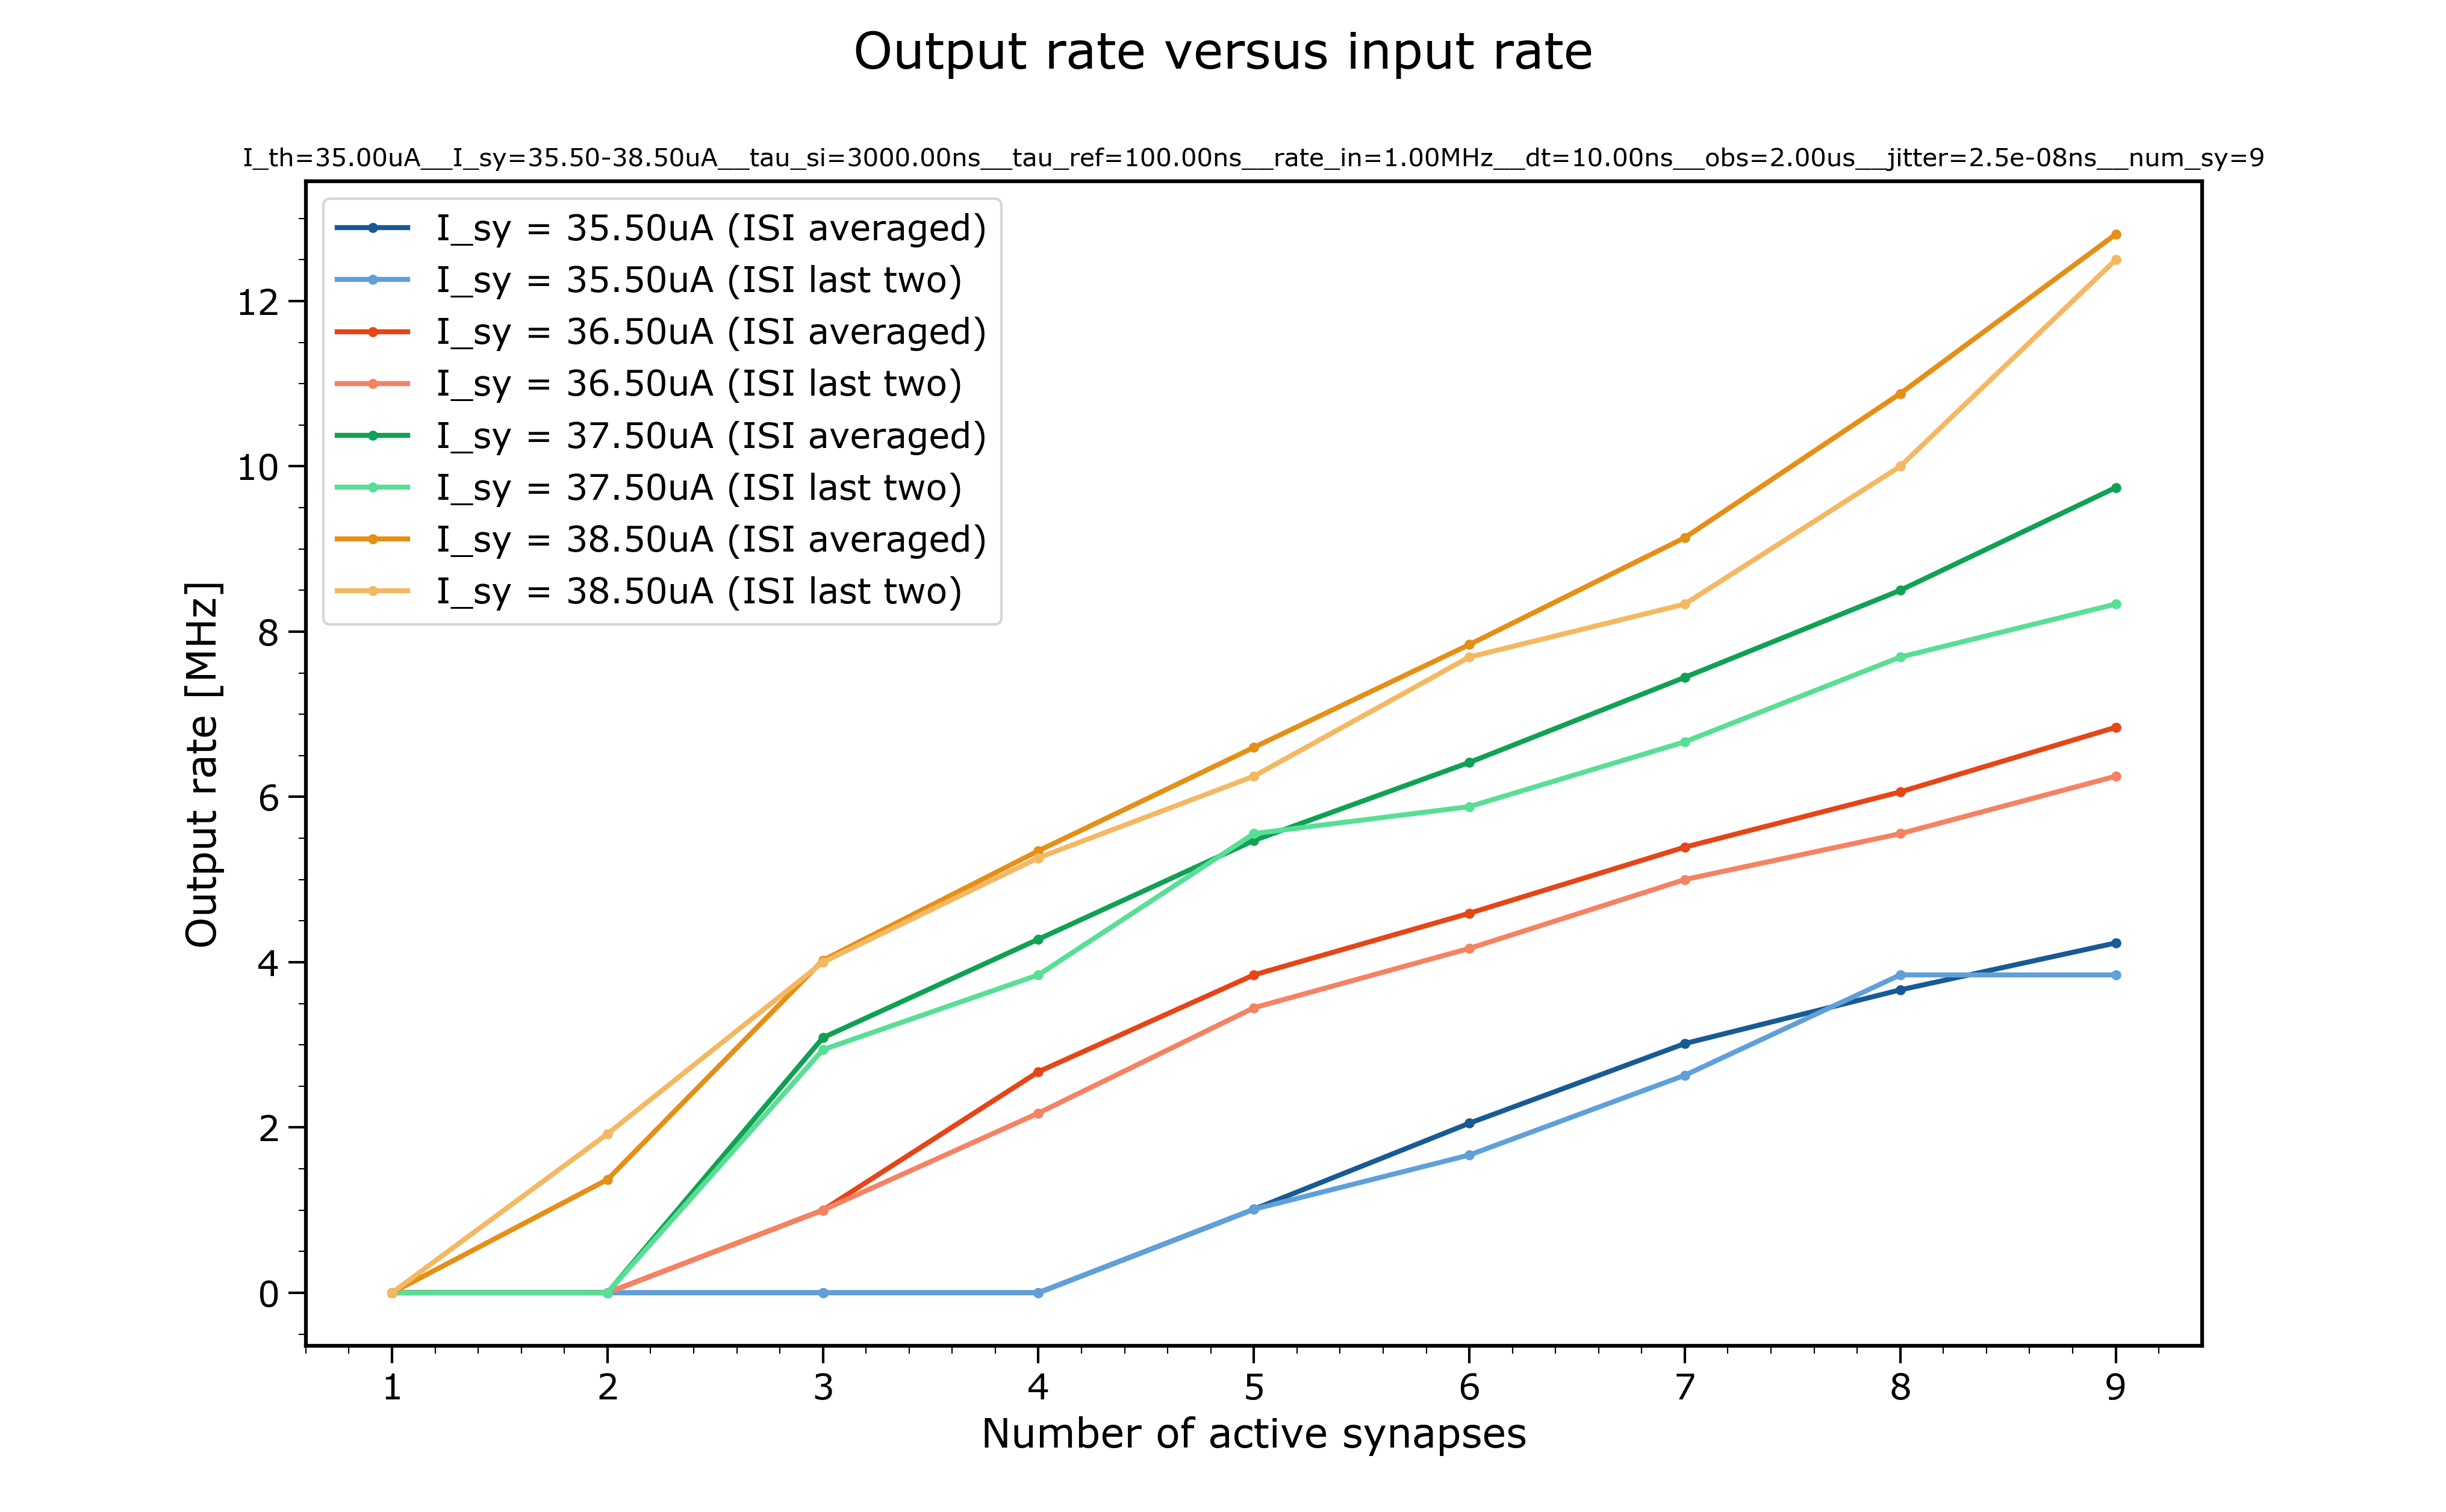 Output rate versus input rate
I_th=35.00uA__I_sy=35.50-38.50uA__tau_si=3000.00ns__tau_ref=100.00ns__rate_in=1.00MHz__dt=10.00ns__obs=2.00us__jitter=2.5e-08ns__num_sy=9
I_sy = 35.50uA (ISI averaged)
I_sy = 35.50uA (ISI last two)
I_sy = 36.50uA (ISI averaged)
I_sy = 36.50uA (ISI last two)
I_sy = 37.50uA (ISI averaged)
I_sy = 37.50uA (ISI last two)
I_sy = 38.50uA (ISI averaged)
I_sy = 38.50uA (ISI last two)
Output rate [MHz]
12
10
8
6
4
2
0
1 2 3 4 5 6 7 8 9
Number of active synapses